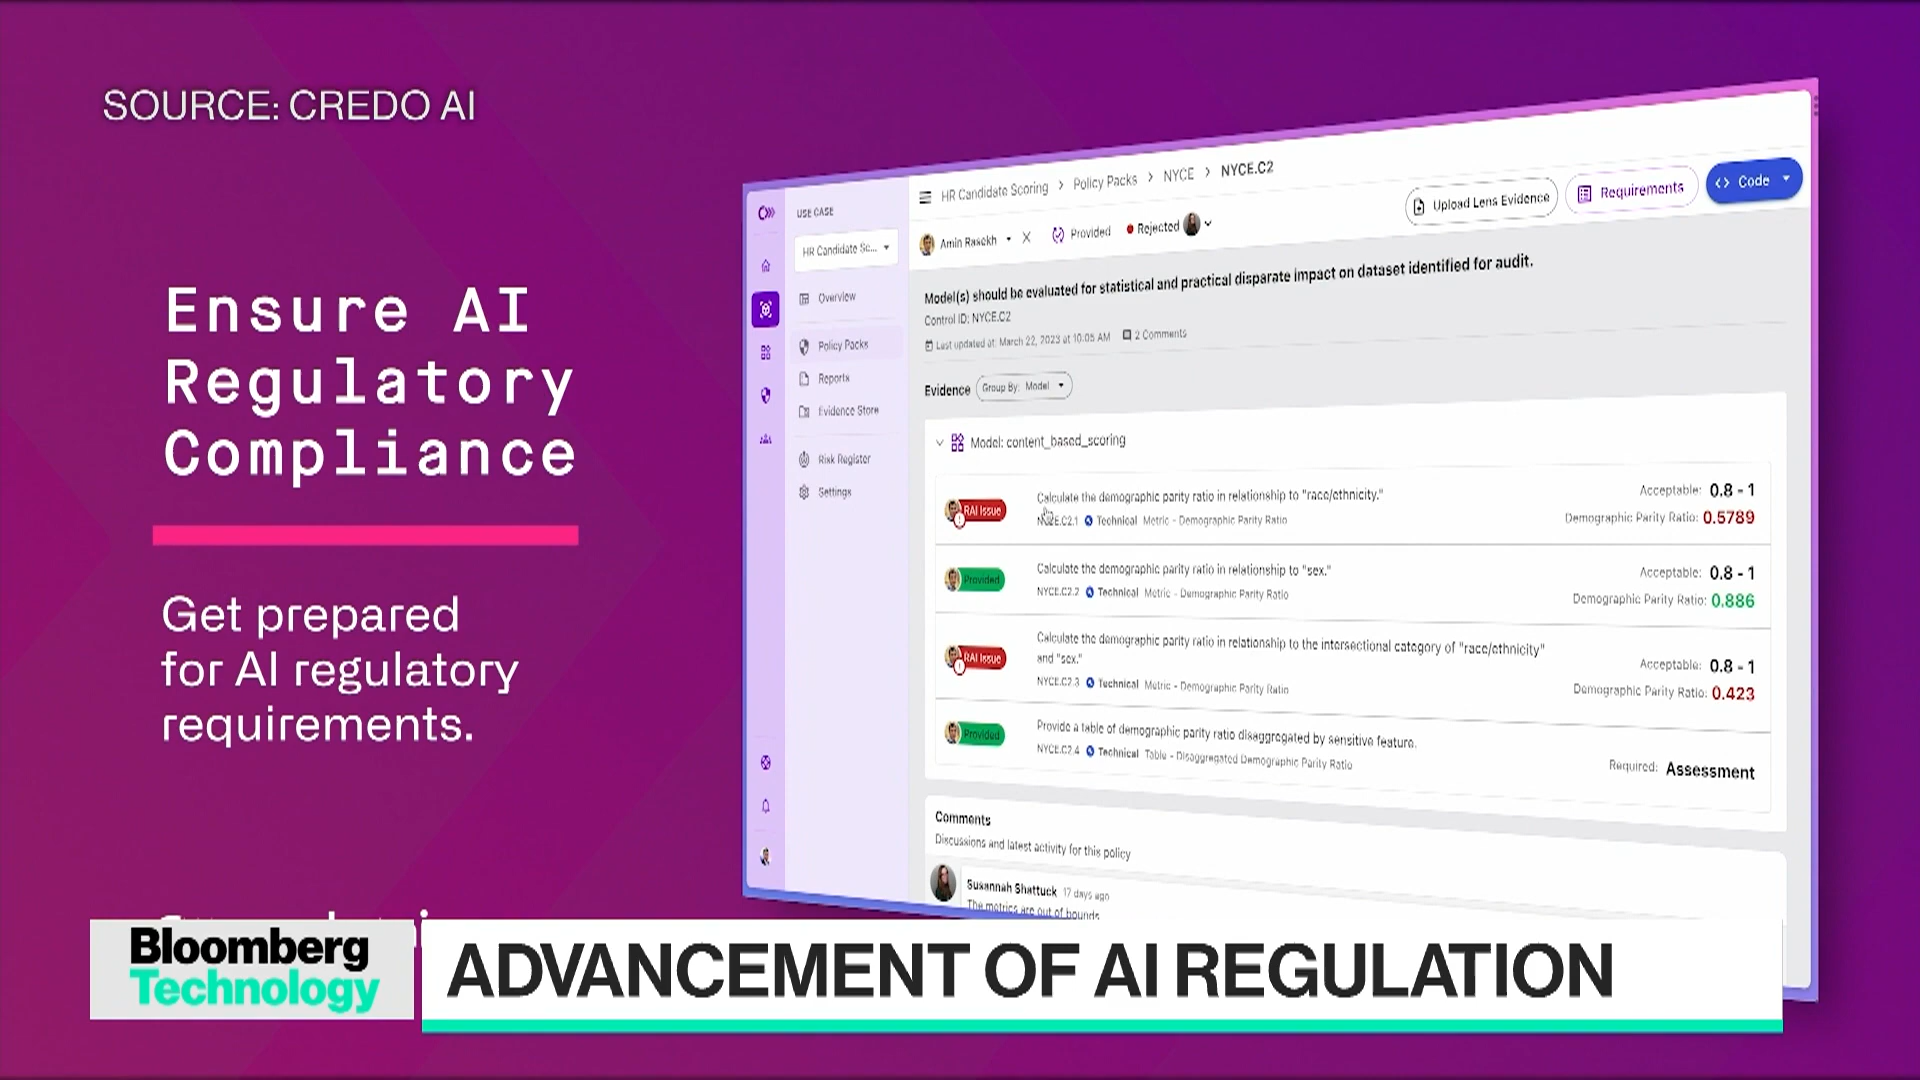 SOURCE: CREDO AI
Ensure AI
Regulatory
Compliance
Get prepared
for AI regulatory
requirements.
USE CASE
HR Candidate Sc...
Overview
Policy Packs
Reports
Evidence Store
Risk Register
Settings
HR Candidate Scoring > Policy Packs > NYCE > NYCE.C2
Amin Rasekh Provided Rejected
Upload Lens Evidence Requirements <> Code
Model(s) should be evaluated for statistical and practical disparate impact on dataset identified for audit.
Control ID: NYCE.C2
Last updated at: March 22, 2023 at 10:05 AM 2 Comments
Evidence Group By: Model
Model: content_based_scoring
RAI Issue Calculate the demographic parity ratio in relationship to "race/ethnicity." Acceptable: 0.8 - 1
NYCE.C2.1 Technical Metric - Demographic Parity Ratio Demographic Parity Ratio: 0.5789
Provided Calculate the demographic parity ratio in relationship to "sex." Acceptable: 0.8 - 1
NYCE.C2.2 Technical Metric - Demographic Parity Ratio Demographic Parity Ratio: 0.886
RAI Issue Calculate the demographic parity ratio in relationship to the intersectional category of "race/ethnicity"
and "sex." Acceptable: 0.8 - 1
NYCE.C2.3 Technical Metric - Demographic Parity Ratio Demographic Parity Ratio: 0.423
Provided Provide a table of demographic parity ratio disaggregated by sensitive feature.
NYCE.C2.4 Technical Table - Disaggregated Demographic Parity Ratio Required: Assessment
Comments
Discussions and latest activity for this policy
Susannah Shattuck 17 days ago
The metrics are out of bounds
Bloomberg
Technology
ADVANCEMENT OF AI REGULATION